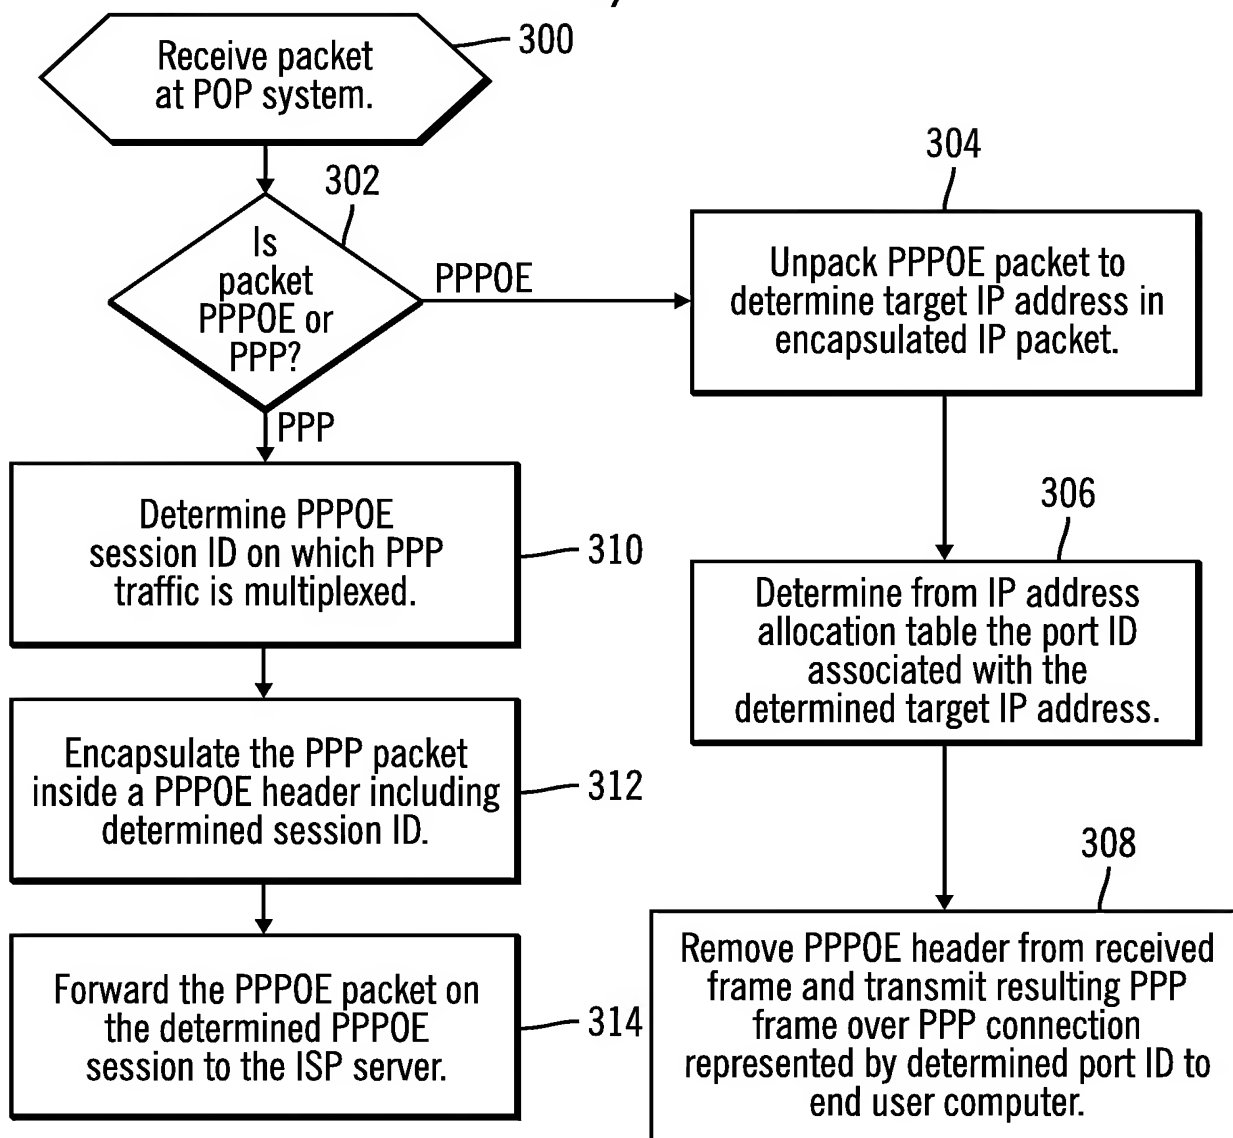 Receive packet
at POP system.
300
302
Is
packet
PPPOE or
PPP?
PPPOE
PPP
304
Unpack PPPOE packet to
determine target IP address in
encapsulated IP packet.
306
Determine from IP address
allocation table the port ID
associated with the
determined target IP address.
308
Remove PPPOE header from received
frame and transmit resulting PPP
frame over PPP connection
represented by determined port ID to
end user computer.
Determine PPPOE
session ID on which PPP
traffic is multiplexed.
310
Encapsulate the PPP packet
inside a PPPOE header including
determined session ID.
312
Forward the PPPOE packet on
the determined PPPOE
session to the ISP server.
314